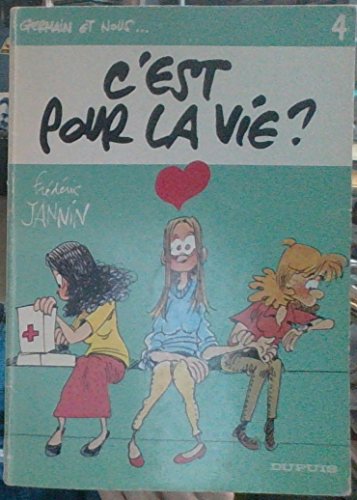 GERMAIN ET NOUS...
4
C'EST
POUR LA VIE?
Frédéric
JANNIN
DUPUIS